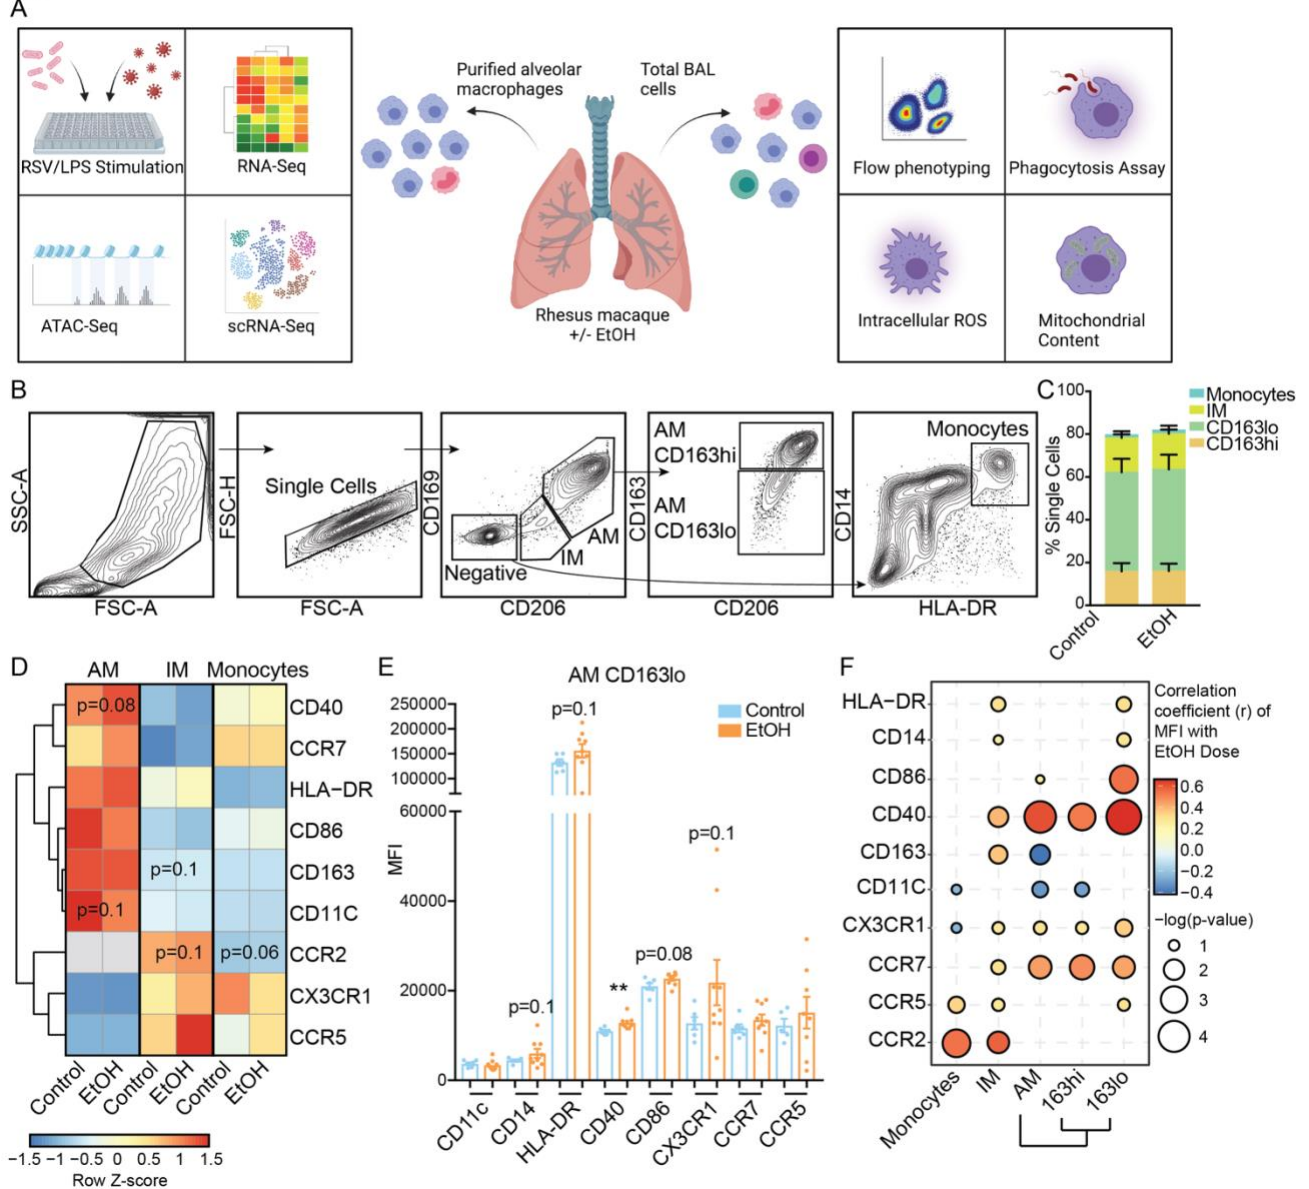 A
RSV/LPS Stimulation
RNA-Seq
ATAC-Seq
scRNA-Seq
Purified alveolar
macrophages
Total BAL
cells
Rhesus macaque
+/- EtOH
Flow phenotyping
Phagocytosis Assay
Intracellular ROS
Mitochondrial
Content
B
SSC-A
FSC-A
FSC-H
Single Cells
FSC-A
CD169
Negative
IM
AM
CD206
CD163
AM
CD163hi
AM
CD163lo
CD206
CD14
Monocytes
HLA-DR
C
% Single Cells
100
80
60
40
20
0
Control
EtOH
Monocytes
IM
CD163lo
CD163hi
D
AM
IM
Monocytes
p=0.08
p=0.1
p=0.1
p=0.1
p=0.06
CD40
CCR7
HLA−DR
CD86
CD163
CD11C
CCR2
CX3CR1
CCR5
Control
EtOH
Control
EtOH
Control
EtOH
−1.5 −1 −0.5 0 0.5 1 1.5
Row Z-score
E
AM CD163lo
MFI
250000
200000
150000
100000
60000
40000
20000
0
Control
EtOH
p=0.1
p=0.1
p=0.1
**
p=0.08
CD11c
CD14
HLA-DR
CD40
CD86
CX3CR1
CCR7
CCR5
F
HLA−DR
CD14
CD86
CD40
CD163
CD11C
CX3CR1
CCR7
CCR5
CCR2
Monocytes
IM
AM
163hi
163lo
Correlation
coefficient (r) of
MFI with
EtOH Dose
0.6
0.4
0.2
0.0
−0.2
−0.4
−log(p-value)
1
2
3
4